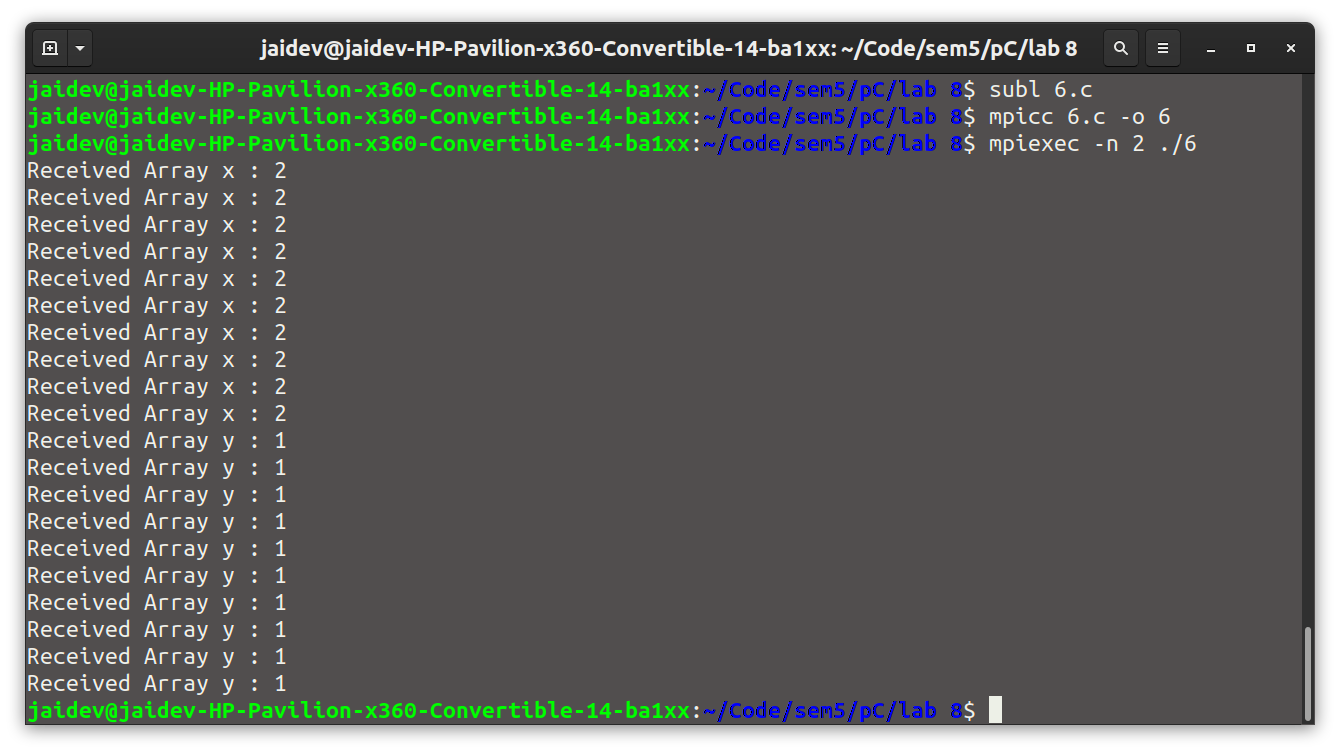 jaidev@jaidev-HP-Pavilion-x360-Convertible-14-ba1xx: ~/Code/sem5/pC/lab 8
jaidev@jaidev-HP-Pavilion-x360-Convertible-14-ba1xx:~/Code/sem5/pC/lab 8$ subl 6.c
jaidev@jaidev-HP-Pavilion-x360-Convertible-14-ba1xx:~/Code/sem5/pC/lab 8$ mpicc 6.c -o 6
jaidev@jaidev-HP-Pavilion-x360-Convertible-14-ba1xx:~/Code/sem5/pC/lab 8$ mpiexec -n 2 ./6
Received Array x : 2
Received Array x : 2
Received Array x : 2
Received Array x : 2
Received Array x : 2
Received Array x : 2
Received Array x : 2
Received Array x : 2
Received Array x : 2
Received Array x : 2
Received Array y : 1
Received Array y : 1
Received Array y : 1
Received Array y : 1
Received Array y : 1
Received Array y : 1
Received Array y : 1
Received Array y : 1
Received Array y : 1
Received Array y : 1
jaidev@jaidev-HP-Pavilion-x360-Convertible-14-ba1xx:~/Code/sem5/pC/lab 8$